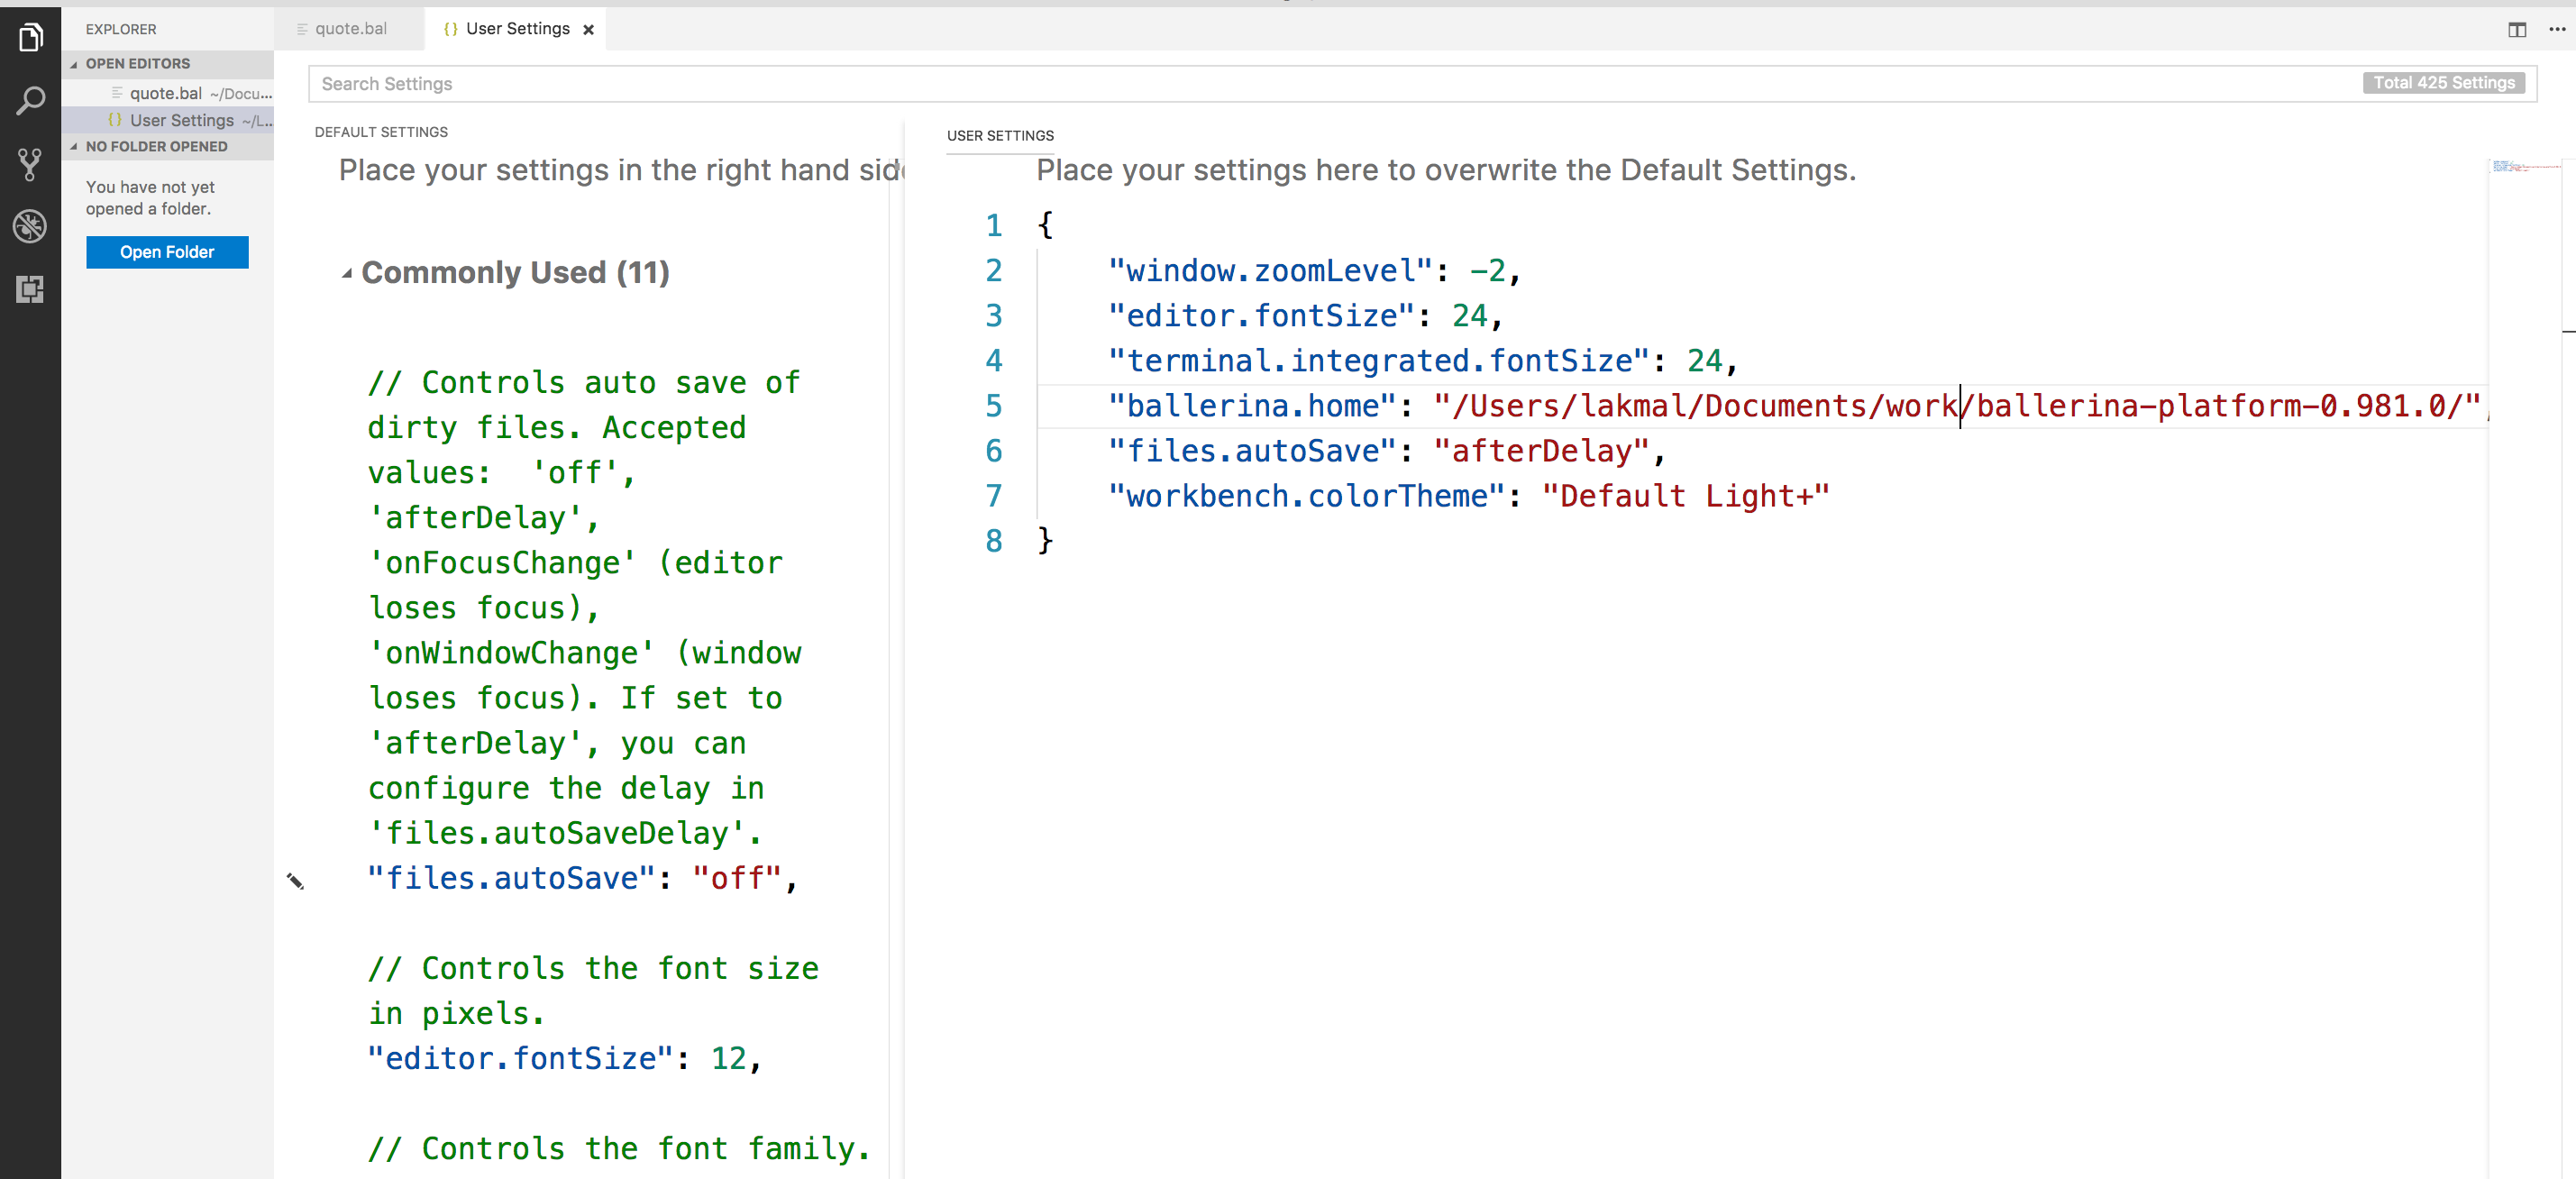 EXPLORER
OPEN EDITORS
quote.bal ~/Docu...
{} User Settings ~/L...
NO FOLDER OPENED
You have not yet
opened a folder.
Open Folder
quote.bal
{} User Settings
Search Settings
Total 425 Settings
DEFAULT SETTINGS
Place your settings in the right hand side
Commonly Used (11)
// Controls auto save of
dirty files. Accepted
values:  'off',
'afterDelay',
'onFocusChange' (editor
loses focus),
'onWindowChange' (window
loses focus). If set to
'afterDelay', you can
configure the delay in
'files.autoSaveDelay'.
"files.autoSave": "off",
// Controls the font size
in pixels.
"editor.fontSize": 12,
// Controls the font family.
USER SETTINGS
Place your settings here to overwrite the Default Settings.
1 {
2 "window.zoomLevel": -2,
3 "editor.fontSize": 24,
4 "terminal.integrated.fontSize": 24,
5 "ballerina.home": "/Users/lakmal/Documents/work/ballerina-platform-0.981.0/",
6 "files.autoSave": "afterDelay",
7 "workbench.colorTheme": "Default Light+"
8 }